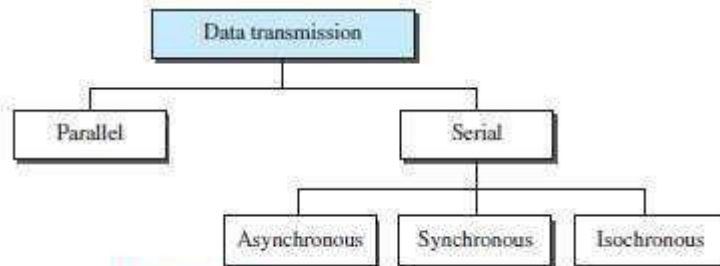 Data transmission
Parallel
Serial
Asynchronous
Synchronous
Isochronous